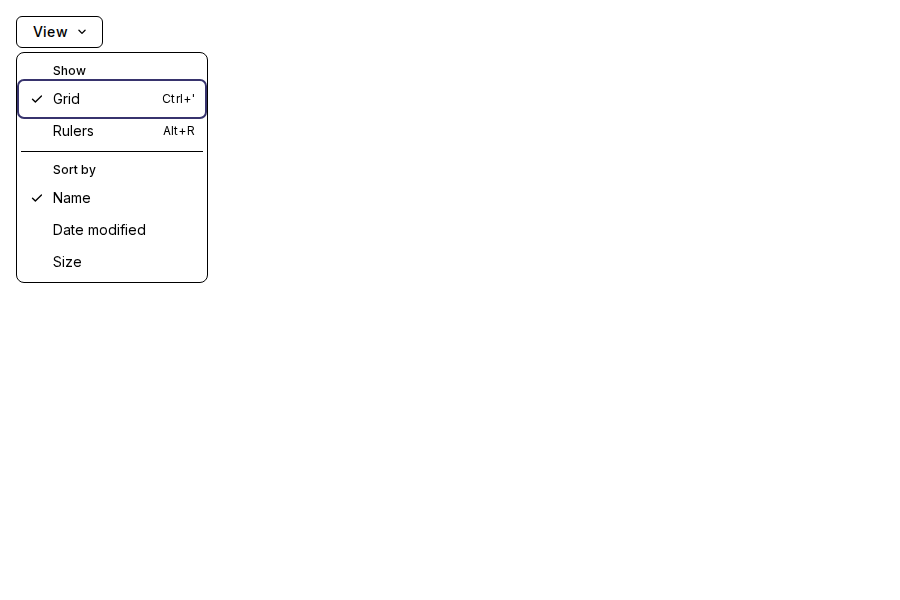 View
Show
Grid Ctrl+'
Rulers Alt+R
Sort by
Name
Date modified
Size